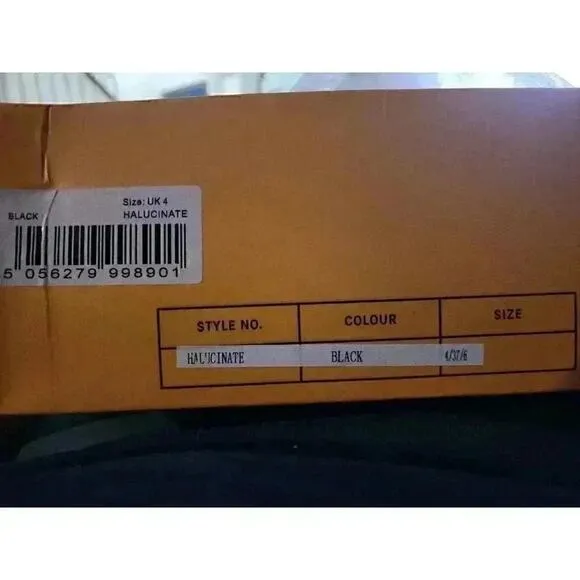 Size: UK 4
BLACK HALUCINATE
5 056279 998901
STYLE NO. COLOUR SIZE
HALUCINATE BLACK 4/37/6